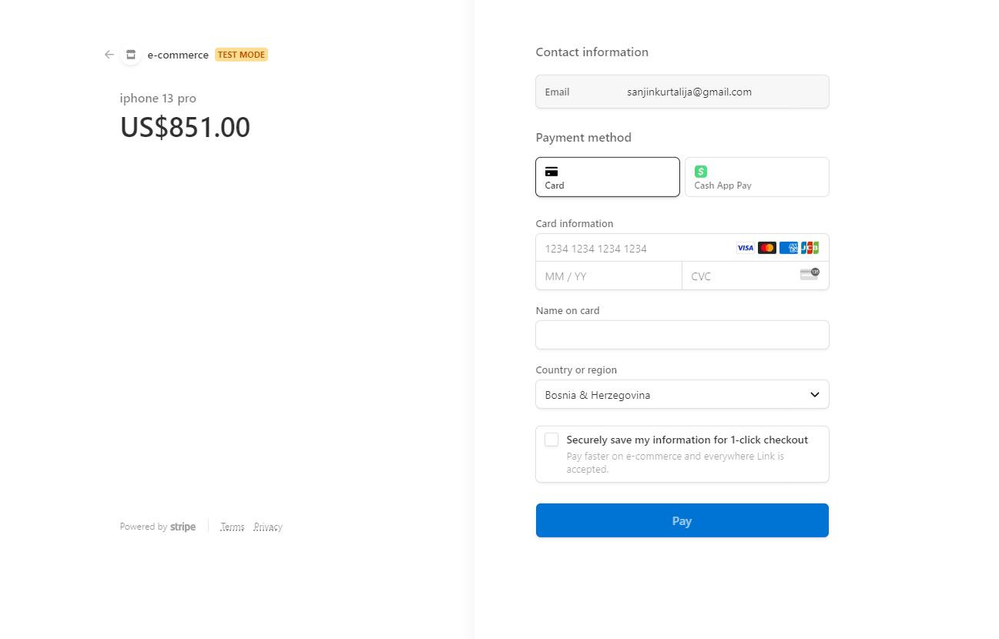 e-commerce TEST MODE
iphone 13 pro
US$851.00
Powered by stripe Terms Privacy
Contact information
Email sanjinkurtalija@gmail.com
Payment method
Card
Cash App Pay
Card information
1234 1234 1234 1234 VISA AM EX JCB
MM / YY CVC 135
Name on card
Country or region
Bosnia & Herzegovina
Securely save my information for 1-click checkout
Pay faster on e-commerce and everywhere Link is
accepted.
Pay